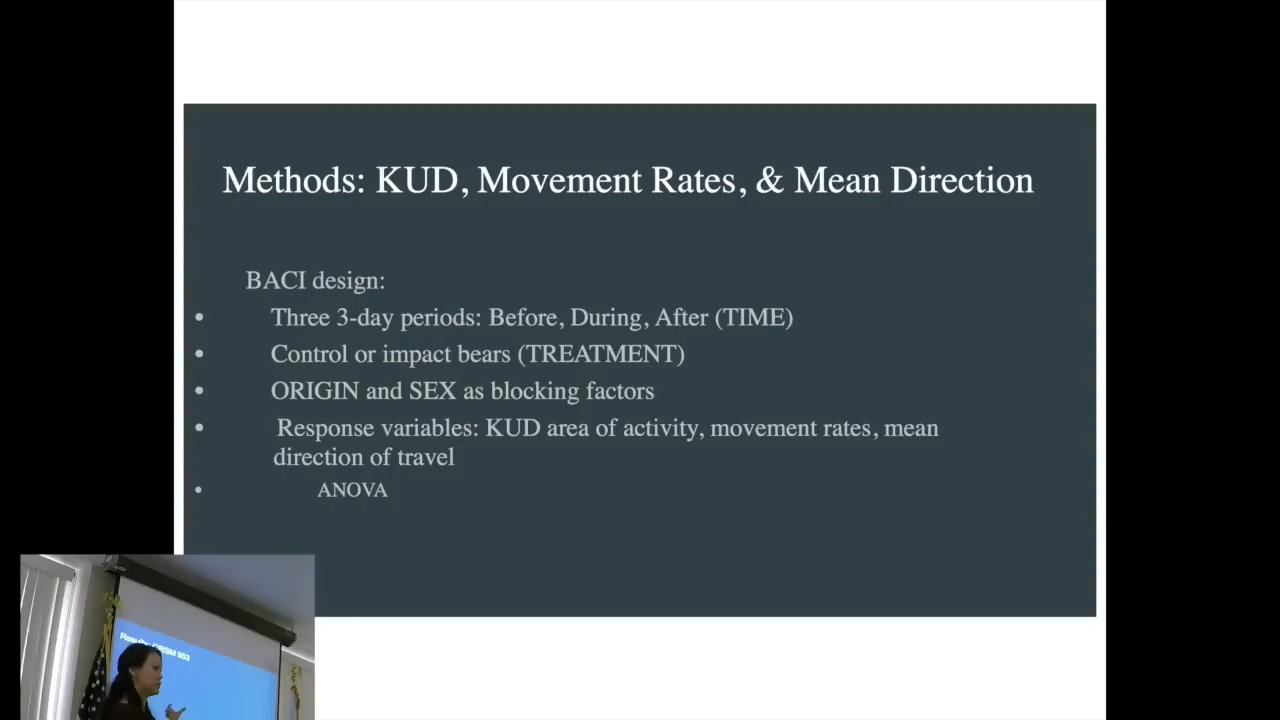 Methods: KUD, Movement Rates, & Mean Direction
BACI design:
• Three 3-day periods: Before, During, After (TIME)
• Control or impact bears (TREATMENT)
• ORIGIN and SEX as blocking factors
• Response variables: KUD area of activity, movement rates, mean
direction of travel
• ANOVA